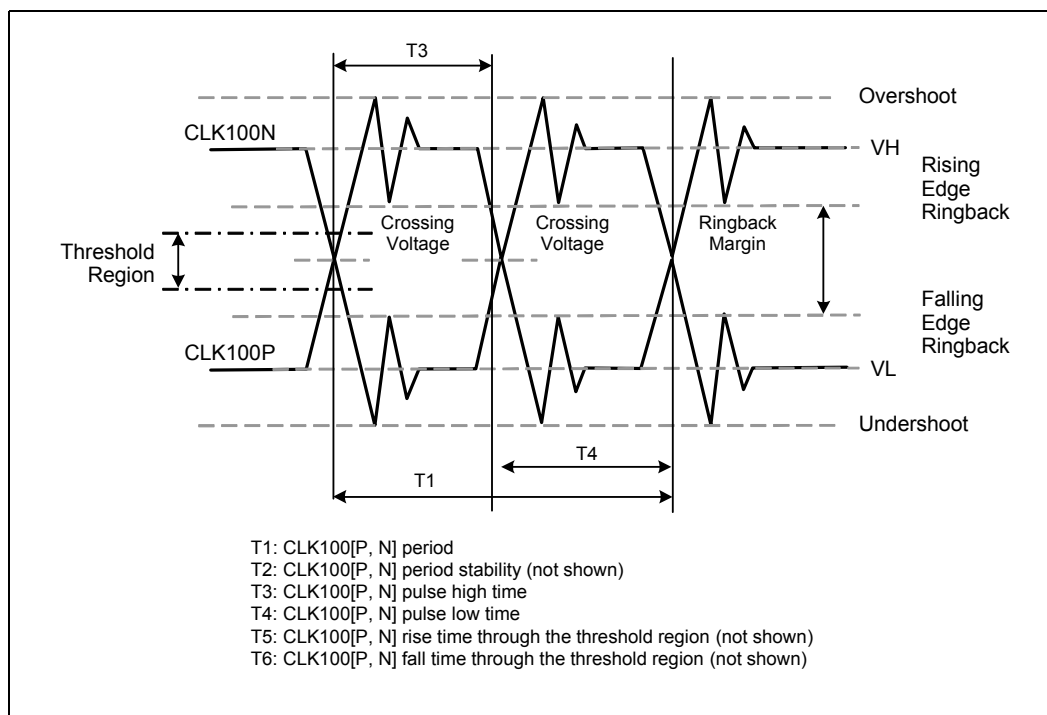 T3
Overshoot
CLK100N
VH
Rising
Edge
Ringback
Crossing
Voltage
Crossing
Voltage
Ringback
Margin
Threshold
Region
Falling
Edge
Ringback
CLK100P
VL
Undershoot
T4
T1
T1: CLK100[P, N] period
T2: CLK100[P, N] period stability (not shown)
T3: CLK100[P, N] pulse high time
T4: CLK100[P, N] pulse low time
T5: CLK100[P, N] rise time through the threshold region (not shown)
T6: CLK100[P, N] fall time through the threshold region (not shown)